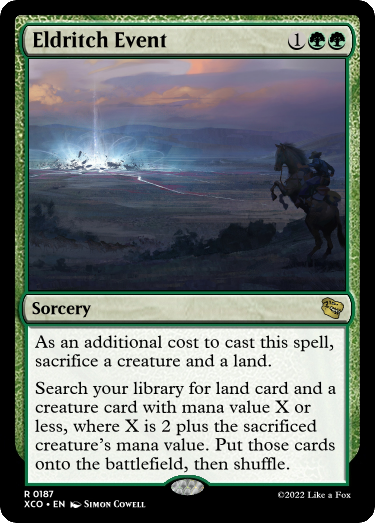 Eldritch Event 1
Sorcery
As an additional cost to cast this spell,
sacrifice a creature and a land.
Search your library for land card and a
creature card with mana value X or
less, where X is 2 plus the sacrificed
creature's mana value. Put those cards
onto the battlefield, then shuffle.
R 0187
XCO • EN SIMON COWELL
©2022 Like a Fox